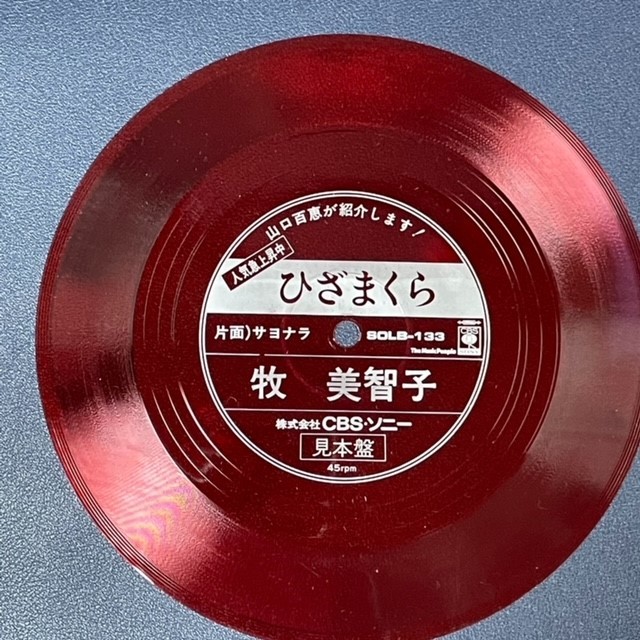 山口百恵が紹介します!
人気急上昇中
ひざまくら
片面)サヨナラ SOLB-133
CBS
The Music People
牧 美智子
株式会社CBS・ソニー
見本盤
45rpm